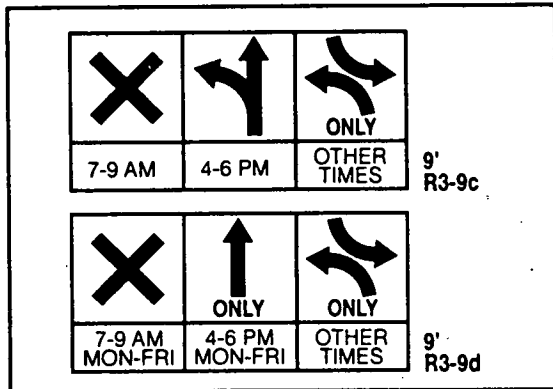 ONLY
7-9 AM
4-6 PM
OTHER
TIMES
9'
R3-9c
ONLY
ONLY
7-9 AM
MON-FRI
4-6 PM
MON-FRI
OTHER
TIMES
9'
R3-9d